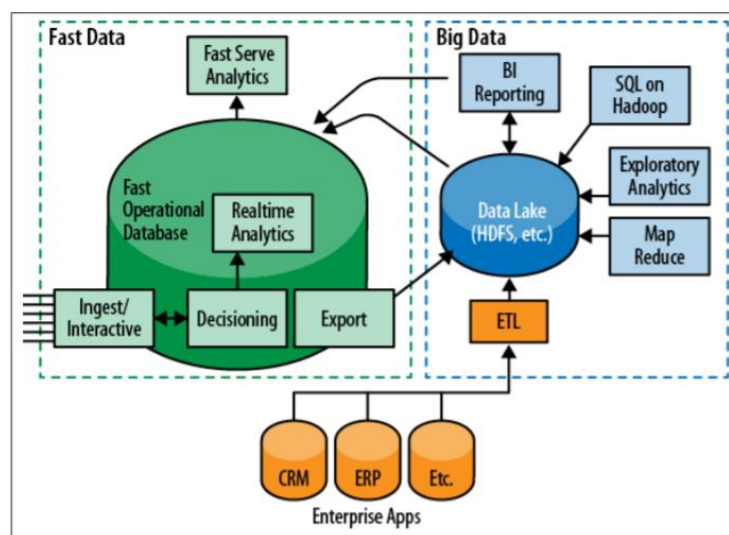 Fast Data
Fast Serve
Analytics
Fast
Operational
Database
Realtime
Analytics
Ingest/
Interactive
Decisioning
Export
Big Data
BI
Reporting
SQL on
Hadoop
Data Lake
(HDFS, etc.)
Exploratory
Analytics
Map
Reduce
ETL
CRM
ERP
Etc.
Enterprise Apps